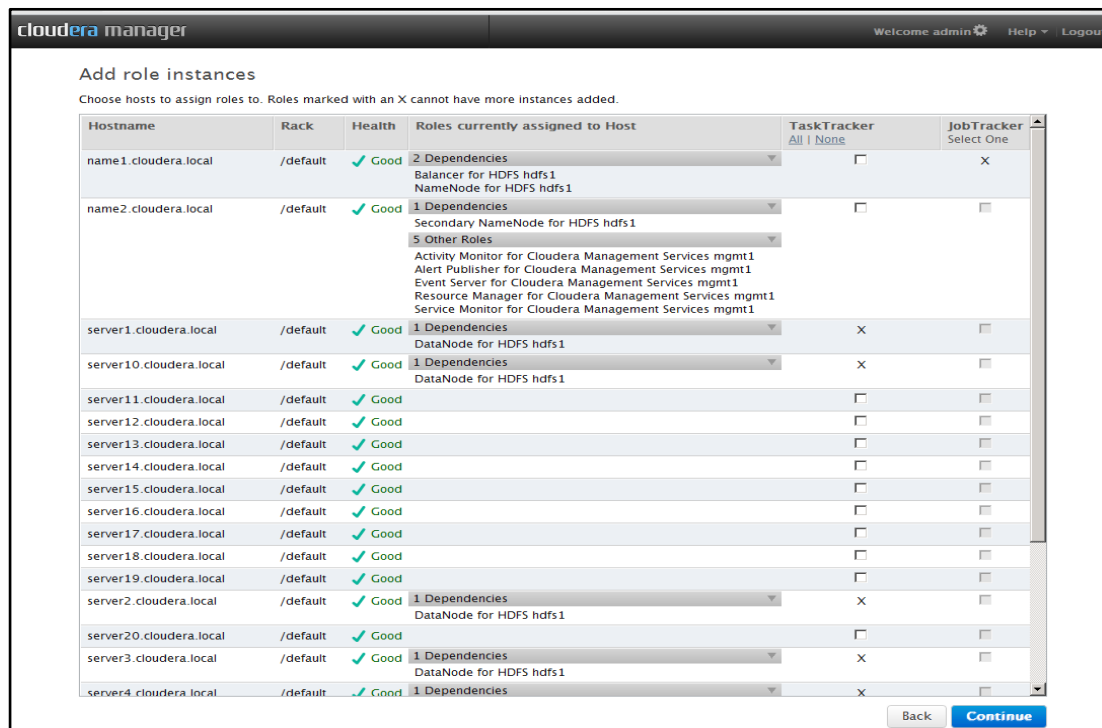 cloudera manager
Welcome admin Help Logou
Add role instances
Choose hosts to assign roles to. Roles marked with an X cannot have more instances added.
Hostname Rack Health Roles currently assigned to Host TaskTracker JobTracker
All | None Select One
name1.cloudera.local /default Good 2 Dependencies X
Balancer for HDFS hdfs1
NameNode for HDFS hdfs1
name2.cloudera.local /default Good 1 Dependencies
Secondary NameNode for HDFS hdfs1
5 Other Roles
Activity Monitor for Cloudera Management Services mgmt1
Alert Publisher for Cloudera Management Services mgmt1
Event Server for Cloudera Management Services mgmt1
Resource Manager for Cloudera Management Services mgmt1
Service Monitor for Cloudera Management Services mgmt1
server1.cloudera.local /default Good 1 Dependencies X
DataNode for HDFS hdfs1
server10.cloudera.local /default Good 1 Dependencies X
DataNode for HDFS hdfs1
server11.cloudera.local /default Good
server12.cloudera.local /default Good
server13.cloudera.local /default Good
server14.cloudera.local /default Good
server15.cloudera.local /default Good
server16.cloudera.local /default Good
server17.cloudera.local /default Good
server18.cloudera.local /default Good
server19.cloudera.local /default Good
server2.cloudera.local /default Good 1 Dependencies X
DataNode for HDFS hdfs1
server20.cloudera.local /default Good
server3.cloudera.local /default Good 1 Dependencies X
DataNode for HDFS hdfs1
server4.cloudera.local /default Good 1 Dependencies X
Back Continue